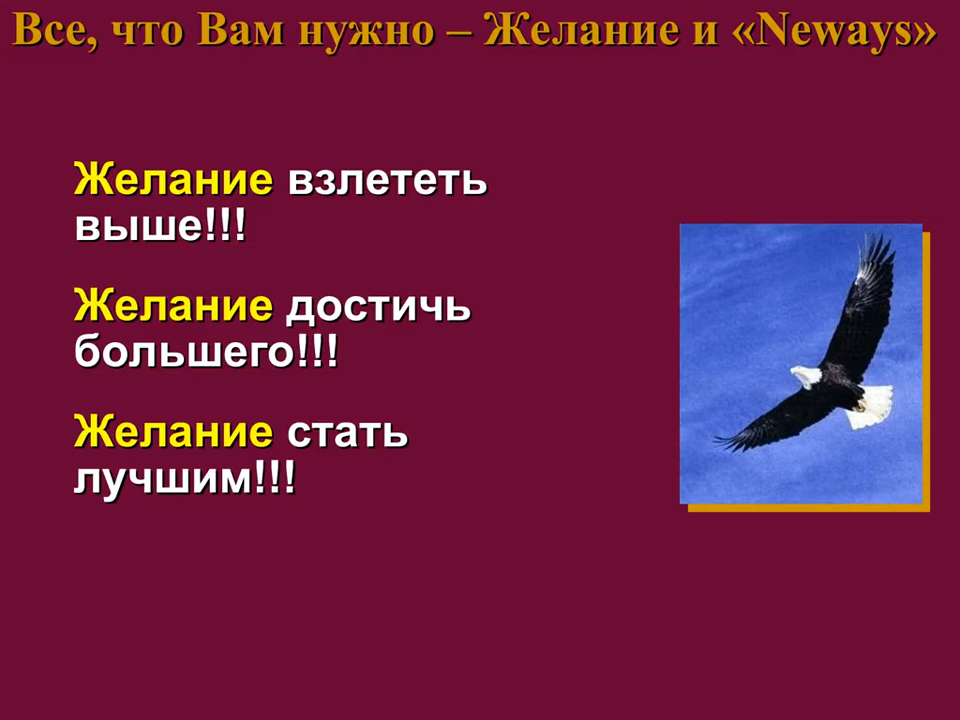 Все, что Вам нужно – Желание и «Neways»
Желание взлететь
выше!!!
Желание достичь
большего!!!
Желание стать
лучшим!!!